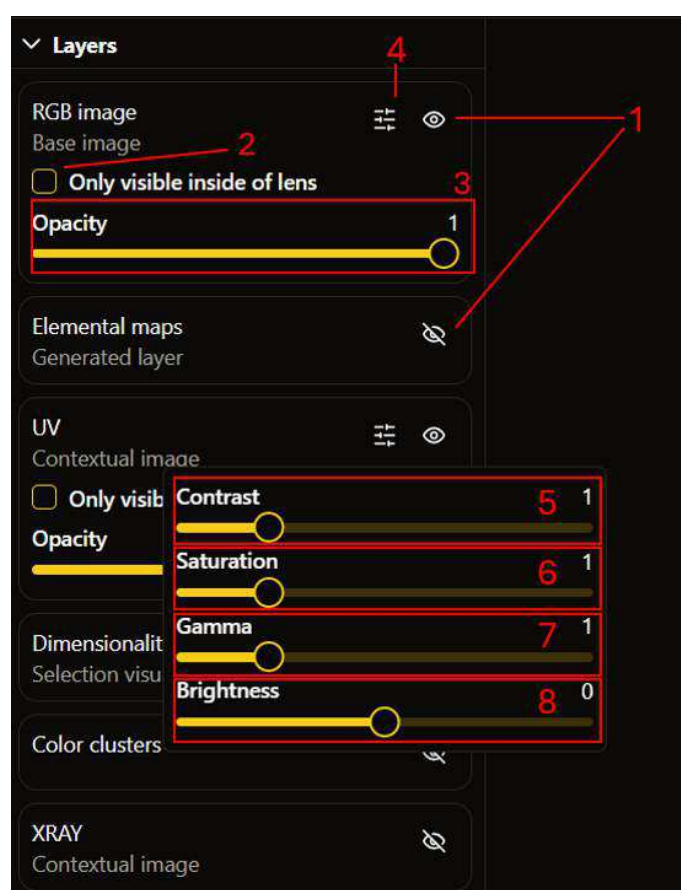 Layers
4
RGB image
1
Base image
2
Only visible inside of lens
3
Opacity 1
Elemental maps
Generated layer
UV
Contextual image
Only visib
Contrast 5 1
Opacity
Saturation 6 1
Gamma 7 1
Dimensionalit
Selection visu
Brightness 8 0
Color clusters
XRAY
Contextual image